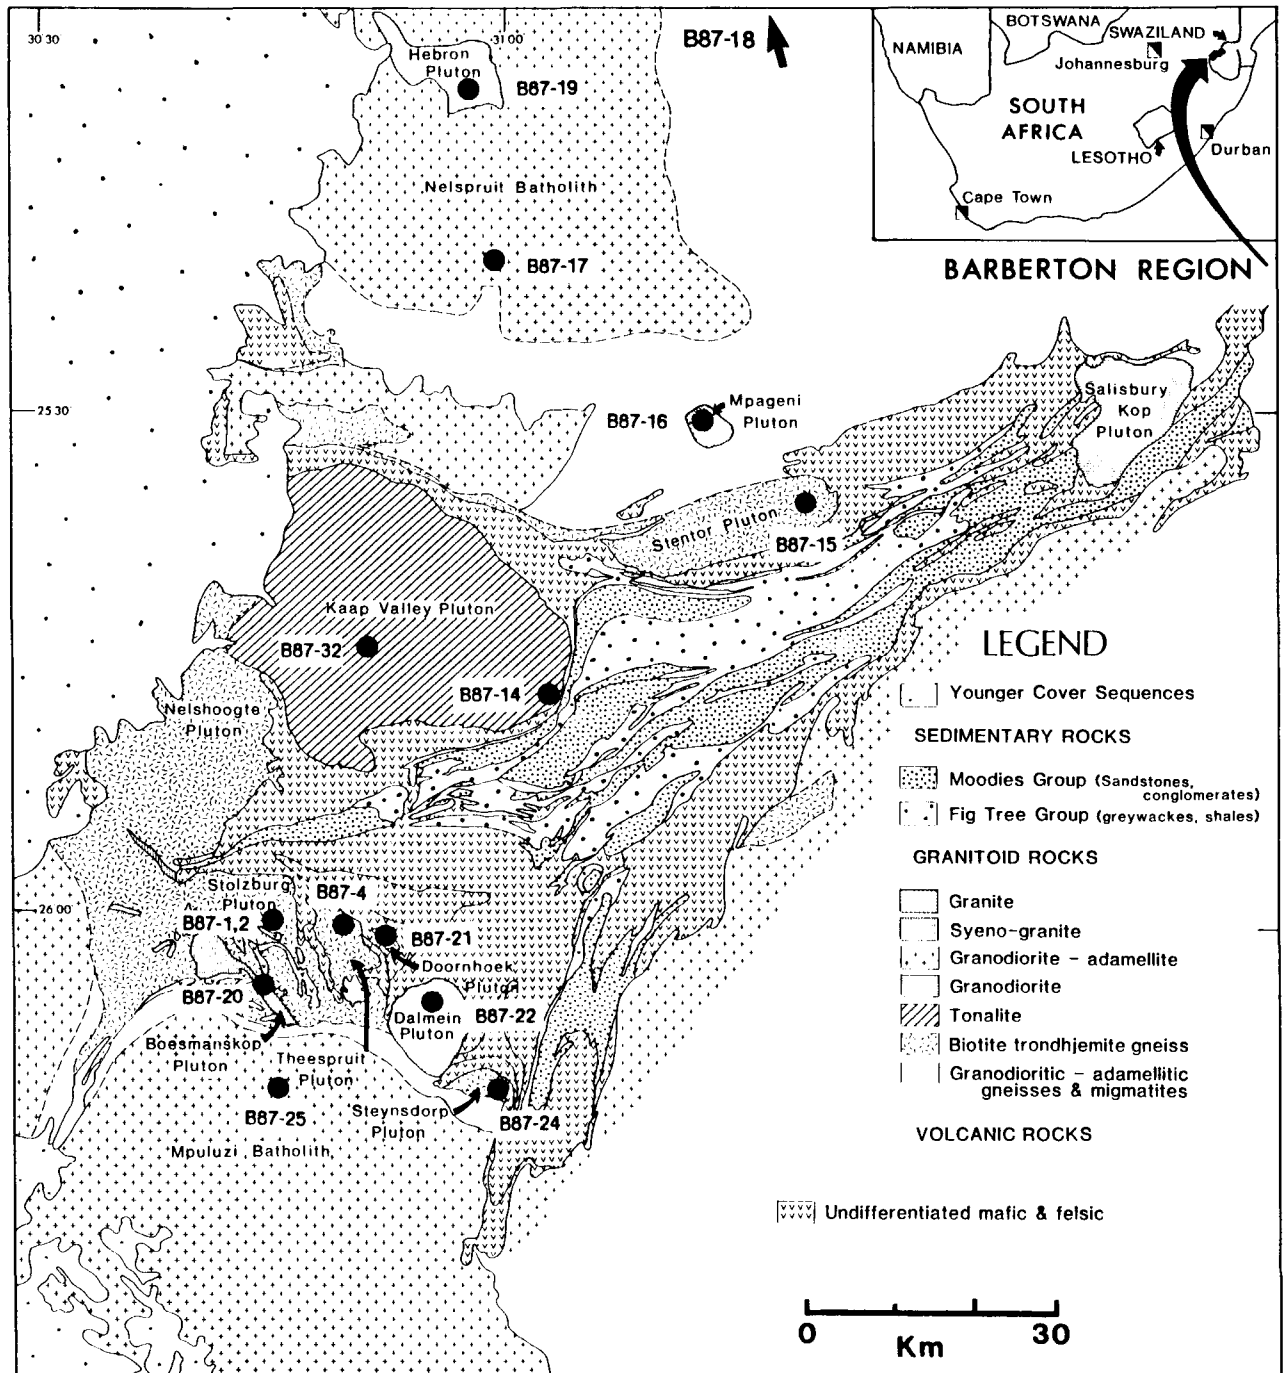 30 30
31 00
B87-18
BOTSWANA
SWAZILAND
NAMIBIA
Johannesburg
SOUTH
AFRICA
LESOTHO
Durban
Cape Town
BARBERTON REGION
Hebron
Pluton
B87-19
Nelspruit Batholith
B87-17
25 30
Mpageni
Pluton
B87-16
Salisbury
Kop
Pluton
Stentor Pluton
B87-15
Kaap Valley Pluton
B87-32
B87-14
Nelshoogte
Pluton
26 00
Stolzburg
Pluton
B87-1,2
B87-4
B87-21
Doornhoek
Pluton
B87-20
Dalmein
Pluton
B87-22
Boesmanskop
Pluton
Theespruit
Pluton
B87-25
Steynsdorp
Pluton
B87-24
Mpuluzi Batholith
LEGEND
Younger Cover Sequences
SEDIMENTARY ROCKS
Moodies Group (Sandstones,
conglomerates)
Fig Tree Group (greywackes, shales)
GRANITOID ROCKS
Granite
Syeno-granite
Granodiorite - adamellite
Granodiorite
Tonalite
Biotite trondhjemite gneiss
Granodioritic - adamellitic
gneisses & migmatites
VOLCANIC ROCKS
Undifferentiated mafic & felsic
0 30
Km